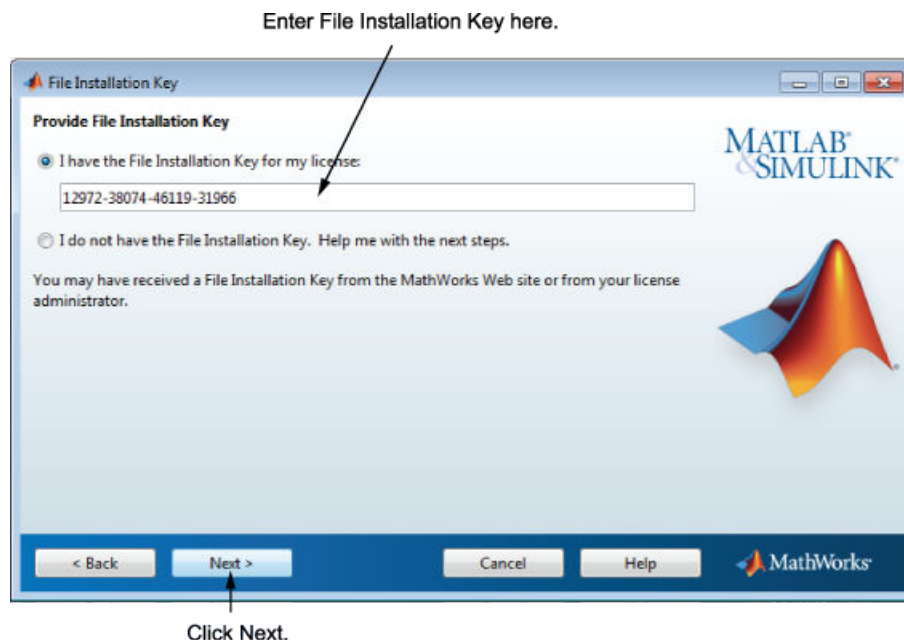 Enter File Installation Key here.
File Installation Key
Provide File Installation Key
I have the File Installation Key for my license:
12972-38074-46119-31966
I do not have the File Installation Key. Help me with the next steps.
You may have received a File Installation Key from the MathWorks Web site or from your license
administrator.
MATLAB®
&SIMULINK®
< Back
Next >
Cancel
Help
MathWorks®
Click Next.